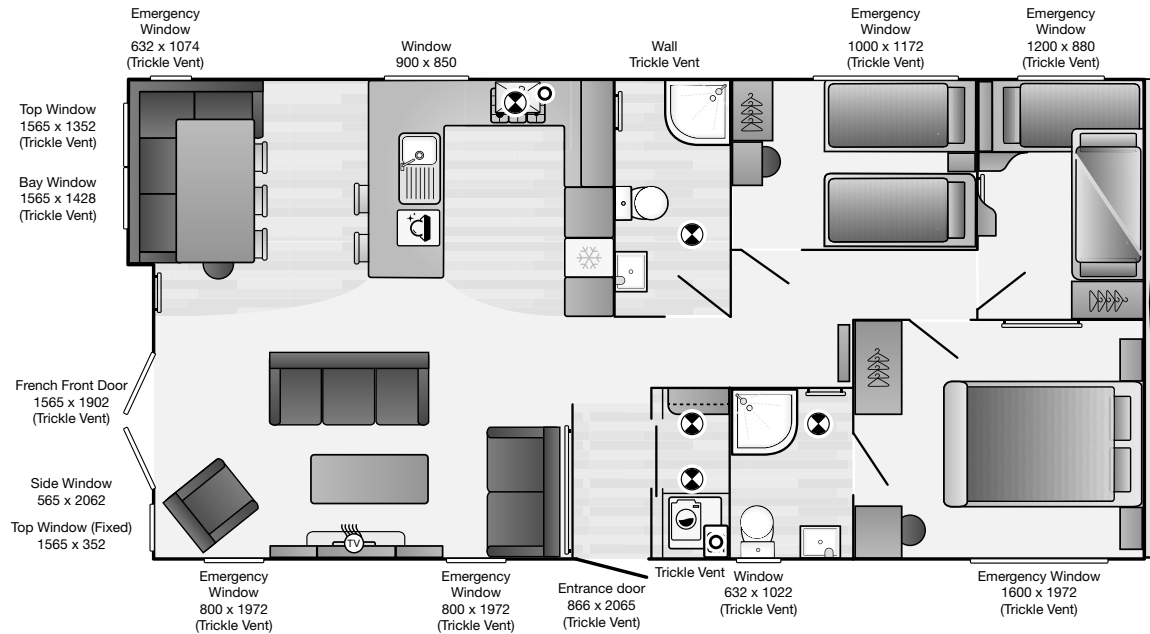 Emergency
Window
632 x 1074
(Trickle Vent)
Window
900 x 850
Wall
Trickle Vent
Emergency
Window
1000 x 1172
(Trickle Vent)
Emergency
Window
1200 x 880
(Trickle Vent)
Top Window
1565 x 1352
(Trickle Vent)
Bay Window
1565 x 1428
(Trickle Vent)
French Front Door
1565 x 1902
(Trickle Vent)
Side Window
565 x 2062
Top Window (Fixed)
1565 x 352
TV
Emergency
Window
800 x 1972
(Trickle Vent)
Emergency
Window
800 x 1972
(Trickle Vent)
Entrance door
866 x 2065
(Trickle Vent)
Trickle Vent
Window
632 x 1022
(Trickle Vent)
Emergency Window
1600 x 1972
(Trickle Vent)